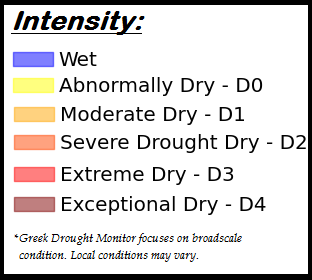 Intensity:
Wet
Abnormally Dry - D0
Moderate Dry - D1
Severe Drought Dry - D2
Extreme Dry - D3
Exceptional Dry - D4
*Greek Drought Monitor focuses on broadscale
condition. Local conditions may vary.